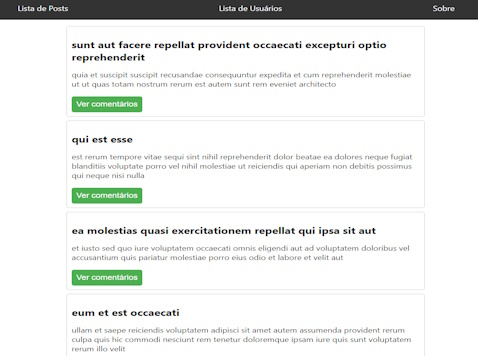 Lista de Posts Lista de Usuários Sobre
sunt aut facere repellat provident occaecati excepturi optio
reprehenderit
quia et suscipit suscipit recusandae consequuntur expedita et cum reprehenderit molestiae
ut ut quas totam nostrum rerum est autem sunt rem eveniet architecto
Ver comentários
qui est esse
est rerum tempore vitae sequi sint nihil reprehenderit dolor beatae ea dolores neque fugiat
blanditiis voluptate porro vel nihil molestiae ut reiciendis qui aperiam non debitis possimus
qui neque nisi nulla
Ver comentários
ea molestias quasi exercitationem repellat qui ipsa sit aut
et iusto sed quo iure voluptatem occaecati omnis eligendi aut ad voluptatem doloribus vel
accusantium quis pariatur molestiae porro eius odio et labore et velit aut
Ver comentários
eum et est occaecati
ullam et saepe reiciendis voluptatem adipisci sit amet autem assumenda provident rerum
culpa quis hic commodi nesciunt rem tenetur doloremque ipsam iure quis sunt voluptatem
rerum illo velit